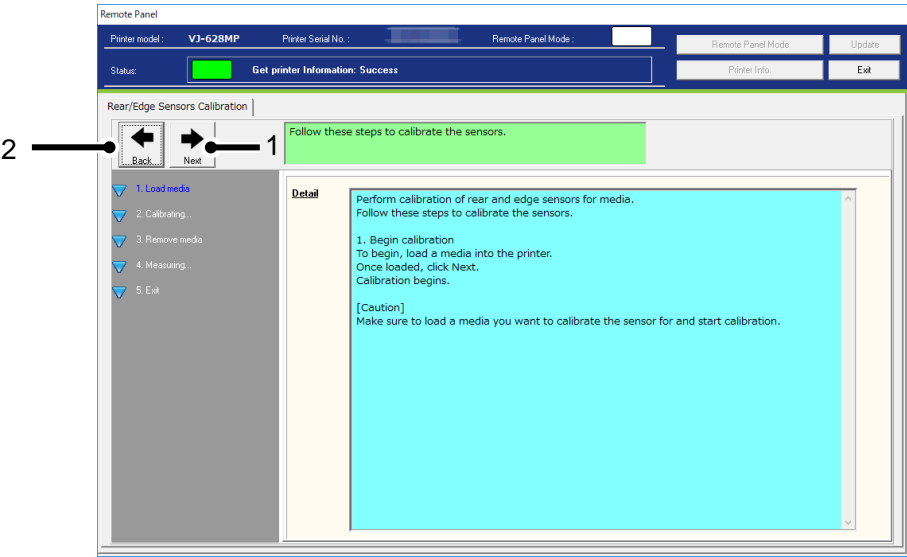 Remote Panel
Printer model : VJ-628MP Printer Serial No. : Remote Panel Mode :
Remote Panel Mode Update
Status: Get printer Information: Success
Printer Info. Exit
Rear/Edge Sensors Calibration
2 Back Next 1
Follow these steps to calibrate the sensors.
1. Load media
2. Calibrating...
3. Remove media
4. Measuring...
5. Exit
Detail
Perform calibration of rear and edge sensors for media.
Follow these steps to calibrate the sensors.
1. Begin calibration
To begin, load a media into the printer.
Once loaded, click Next.
Calibration begins.
[Caution]
Make sure to load a media you want to calibrate the sensor for and start calibration.